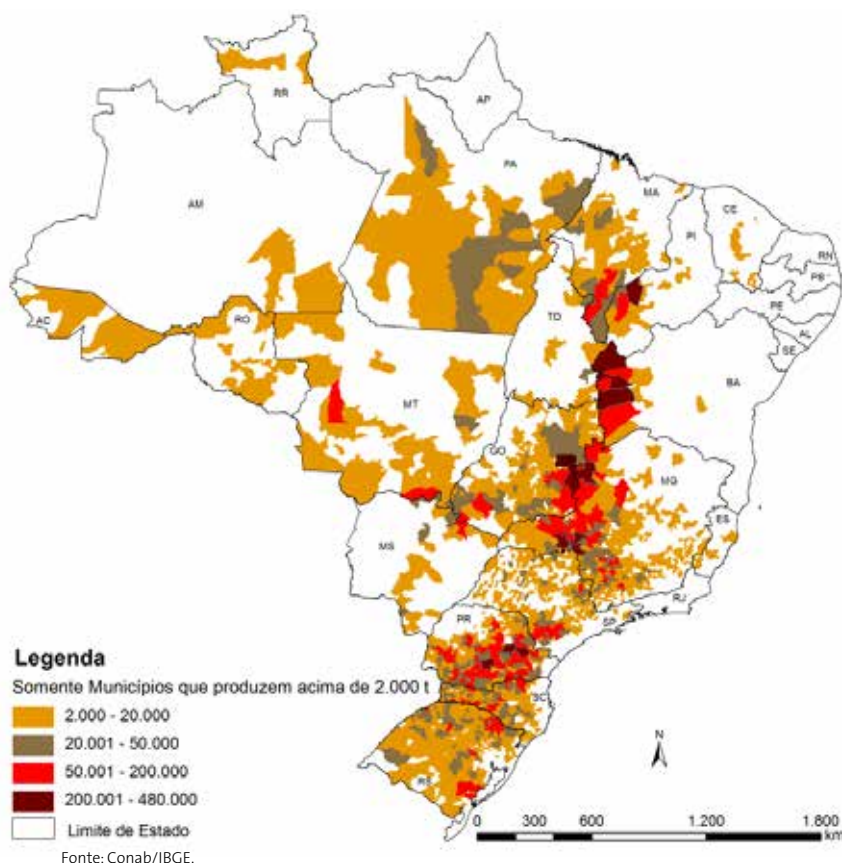 RR
AP
AM
PA
MA
CE
RN
PB
PI
PE
AC
TO
AL
RO
SE
BA
MT
GO
MG
ES
MS
RJ
SP
PR
SC
RS
Legenda
Somente Municípios que produzem acima de 2.000 t
2.000 - 20.000
20.001 - 50.000
50.001 - 200.000
200.001 - 480.000
Limite de Estado
N
0 300 600 1.200 1.800
km
Fonte: Conab/IBGE.